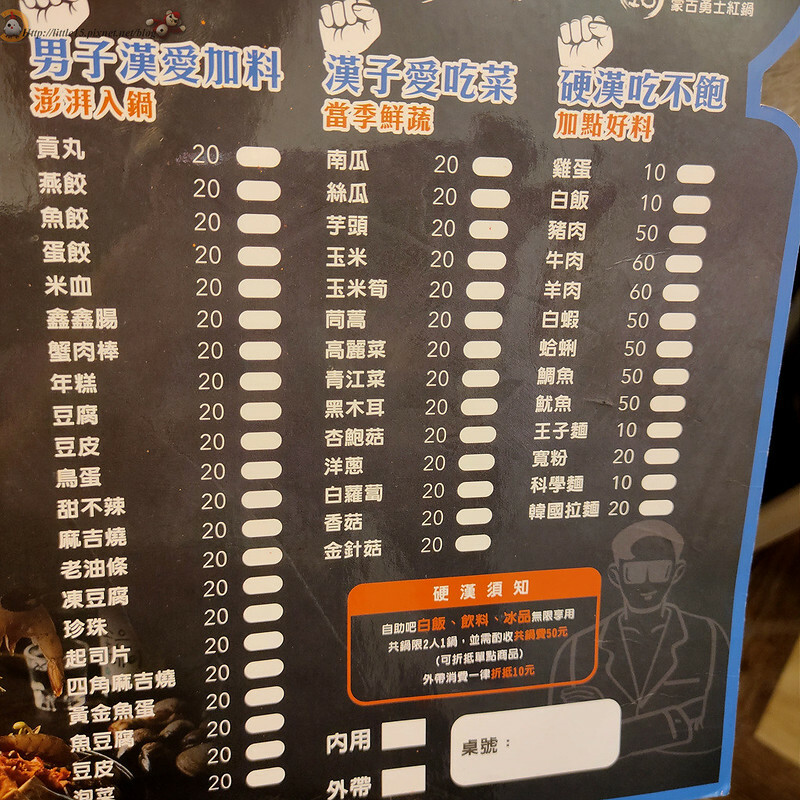 Http://little15.pixnet.net/blog
蒙古勇士紅鍋
男子漢愛加料
澎湃入鍋
貢丸 20
燕餃 20
魚餃 20
蛋餃 20
米血 20
鑫鑫腸 20
蟹肉棒 20
年糕 20
豆腐 20
豆皮 20
鳥蛋 20
甜不辣 20
麻吉燒 20
老油條 20
凍豆腐 20
珍珠 20
起司片 20
四角麻吉燒 20
黃金魚蛋 20
魚豆腐 20
豆皮 20
泡菜 20
漢子愛吃菜
當季鮮蔬
南瓜 20
絲瓜 20
芋頭 20
玉米 20
玉米筍 20
茼蒿 20
高麗菜 20
青江菜 20
黑木耳 20
杏鮑菇 20
洋蔥 20
白蘿蔔 20
香菇 20
金針菇 20
硬漢吃不飽
加點好料
雞蛋 10
白飯 10
豬肉 50
牛肉 60
羊肉 60
白蝦 50
蛤蜊 50
鯛魚 50
魷魚 50
王子麵 10
寬粉 20
科學麵 10
韓國拉麵 20
硬漢須知
自助吧白飯、飲料、冰品無限享用
共鍋限2人1鍋，並需酌收共鍋費50元
(可折抵單點商品)
外帶消費一律折抵10元
內用
外帶
桌號：